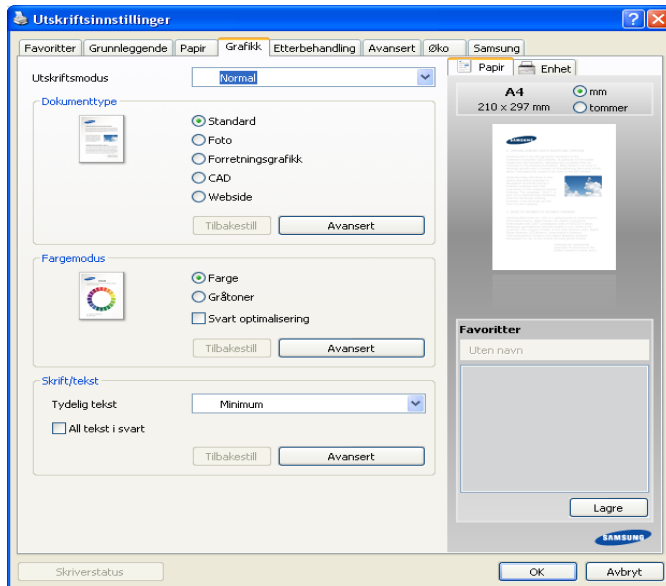 Utskriftsinnstillinger
Favoritter Grunnleggende Papir Grafikk Etterbehandling Avansert Øko Samsung
Utskriftsmodus Normal
Dokumenttype
Standard
Foto
Forretningsgrafikk
CAD
Webside
Tilbakestill Avansert
Fargemodus
Farge
Gråtoner
Svart optimalisering
Tilbakestill Avansert
Skrift/tekst
Tydelig tekst Minimum
All tekst i svart
Tilbakestill Avansert
Papir Enhet
A4 mm
210 x 297 mm tommer
SAMSUNG
Favoritter
Uten navn
Lagre
SAMSUNG
Skriverstatus OK Avbryt